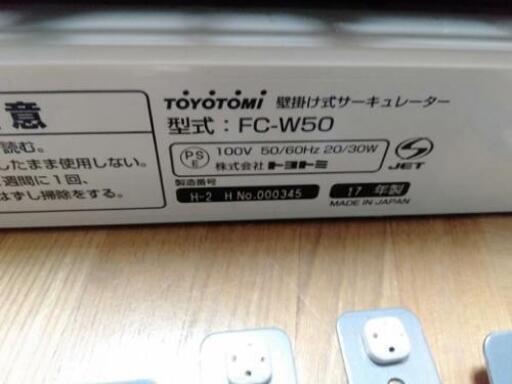 意
読む。
したまま使用しない。
週間に1回、
はずし掃除をする。
TOYOTOMI 壁掛け式サーキュレーター
型式：FC-W50
PS E 100V 50/60Hz 20/30W
株式会社トヨトミ
JET
製造番号
H-2 H No.000345 17 年製
MADE IN JAPAN